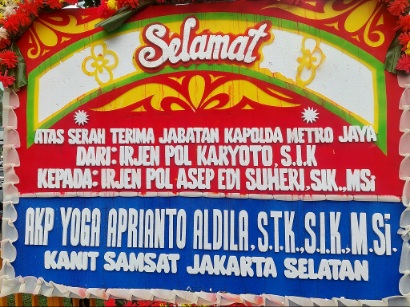 Selamat
ATAS SERAH TERIMA JABATAN KAPOLDA METRO JAYA
DARI: IRJEN POL KARYOTO, S.I.K
KEPADA: IRJEN POL ASEP EDI SUHERI, SIK., MSi
AKP YOGA APRIANTO ALDILA, S.T.K., S.I.K., M.Si.
KANIT SAMSAT JAKARTA SELATAN